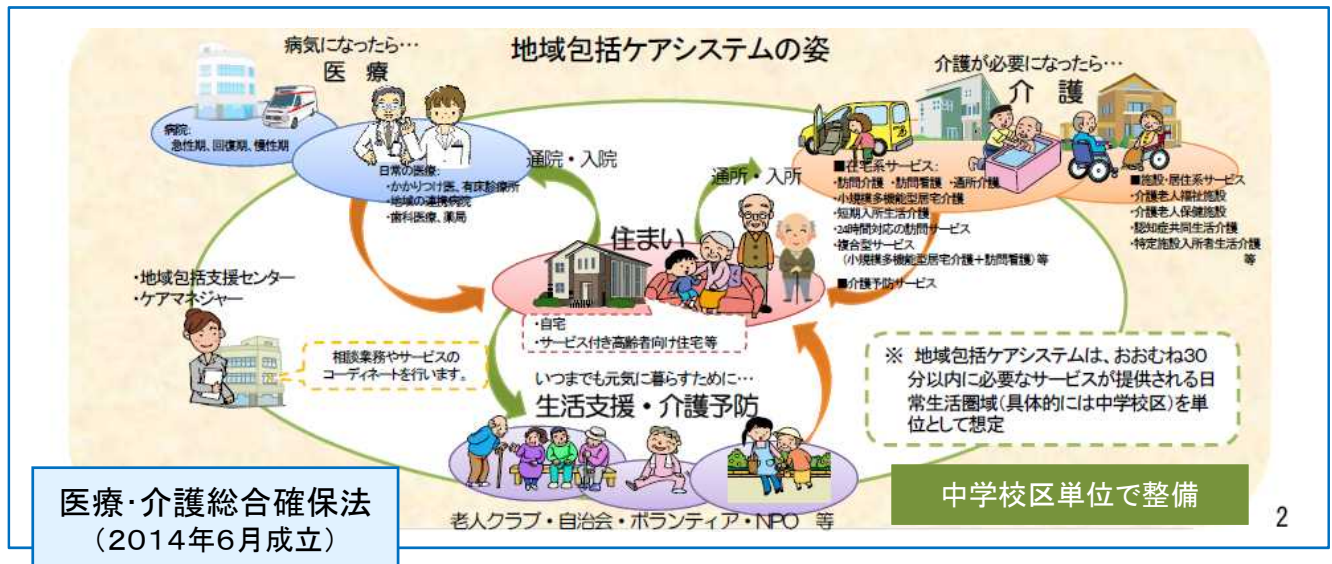 地域包括ケアシステムの姿
病気になったら…
医 療
病院:
急性期、回復期、慢性期
日常の医療:
・かかりつけ医、有床診療所
・地域の連携病院
・歯科医療、薬局
通院・入院
通所・入所
介護が必要になったら…
介 護
■在宅系サービス:
・訪問介護 ・訪問看護 ・通所介護
・小規模多機能型居宅介護
・短期入所生活介護
・24時間対応の訪問サービス
・複合型サービス
(小規模多機能型居宅介護+訪問看護)等
■介護予防サービス
■施設・居住系サービス
・介護老人福祉施設
・介護老人保健施設
・認知症共同生活介護
・特定施設入所者生活介護
等
住まい
・自宅
・サービス付き高齢者向け住宅等
・地域包括支援センター
・ケアマネジャー
相談業務やサービスの
コーディネートを行います。
いつまでも元気に暮らすために…
生活支援・介護予防
老人クラブ・自治会・ボランティア・NPO 等
※ 地域包括ケアシステムは、おおむね30
分以内に必要なサービスが提供される日
常生活圏域(具体的には中学校区)を単
位として想定
医療・介護総合確保法
(2014年6月成立)
中学校区単位で整備
2